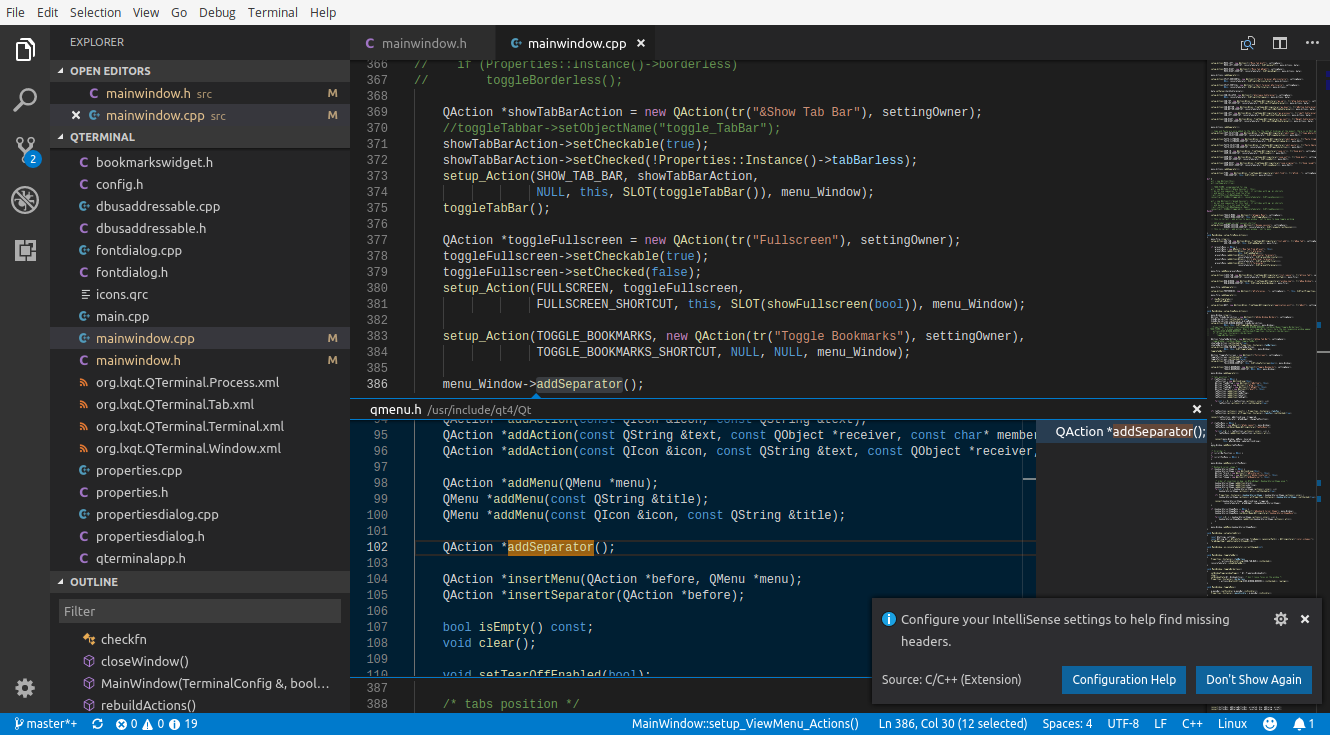 File Edit Selection View Go Debug Terminal Help
EXPLORER
OPEN EDITORS
mainwindow.h src M
mainwindow.cpp src M
QTERMINAL
bookmarkswidget.h
config.h
dbusaddressable.cpp
dbusaddressable.h
fontdialog.cpp
fontdialog.h
icons.qrc
main.cpp
mainwindow.cpp M
mainwindow.h M
org.lxqt.QTerminal.Process.xml
org.lxqt.QTerminal.Tab.xml
org.lxqt.QTerminal.Terminal.xml
org.lxqt.QTerminal.Window.xml
properties.cpp
properties.h
propertiesdialog.cpp
propertiesdialog.h
qterminalapp.h
OUTLINE
Filter
checkfn
closeWindow()
MainWindow(TerminalConfig &, bool...
rebuildActions()
2
mainwindow.h mainwindow.cpp
366 //    if (Properties::Instance()->borderless)
367 //        toggleBorderless();
368
369 QAction *showTabBarAction = new QAction(tr("&Show Tab Bar"), settingOwner);
370 //toggleTabbar->setObjectName("toggle_TabBar");
371 showTabBarAction->setCheckable(true);
372 showTabBarAction->setChecked(!Properties::Instance()->tabBarless);
373 setup_Action(SHOW_TAB_BAR, showTabBarAction,
374 NULL, this, SLOT(toggleTabBar()), menu_Window);
375 toggleTabBar();
376
377 QAction *toggleFullscreen = new QAction(tr("Fullscreen"), settingOwner);
378 toggleFullscreen->setCheckable(true);
379 toggleFullscreen->setChecked(false);
380 setup_Action(FULLSCREEN, toggleFullscreen,
381 FULLSCREEN_SHORTCUT, this, SLOT(showFullscreen(bool)), menu_Window);
382
383 setup_Action(TOGGLE_BOOKMARKS, new QAction(tr("Toggle Bookmarks"), settingOwner),
384 TOGGLE_BOOKMARKS_SHORTCUT, NULL, NULL, menu_Window);
385
386 menu_Window->addSeparator();
qmenu.h /usr/include/qt4/Qt
94 QAction *addAction(const QIcon &icon, const QString &text);
95 QAction *addAction(const QString &text, const QObject *receiver, const char* member
96 QAction *addAction(const QIcon &icon, const QString &text, const QObject *receiver,
97
98 QAction *addMenu(QMenu *menu);
99 QMenu *addMenu(const QString &title);
100 QMenu *addMenu(const QIcon &icon, const QString &title);
101
102 QAction *addSeparator();
103
104 QAction *insertMenu(QAction *before, QMenu *menu);
105 QAction *insertSeparator(QAction *before);
106
107 bool isEmpty() const;
108 void clear();
109
110 void setTearOffEnabled(bool);
QAction *addSeparator();
387
388 /* tabs position */
Configure your IntelliSense settings to help find missing
headers.
Source: C/C++ (Extension) Configuration Help Don't Show Again
master*+ 0 0 19 MainWindow::setup_ViewMenu_Actions() Ln 386, Col 30 (12 selected) Spaces: 4 UTF-8 LF C++ Linux 1